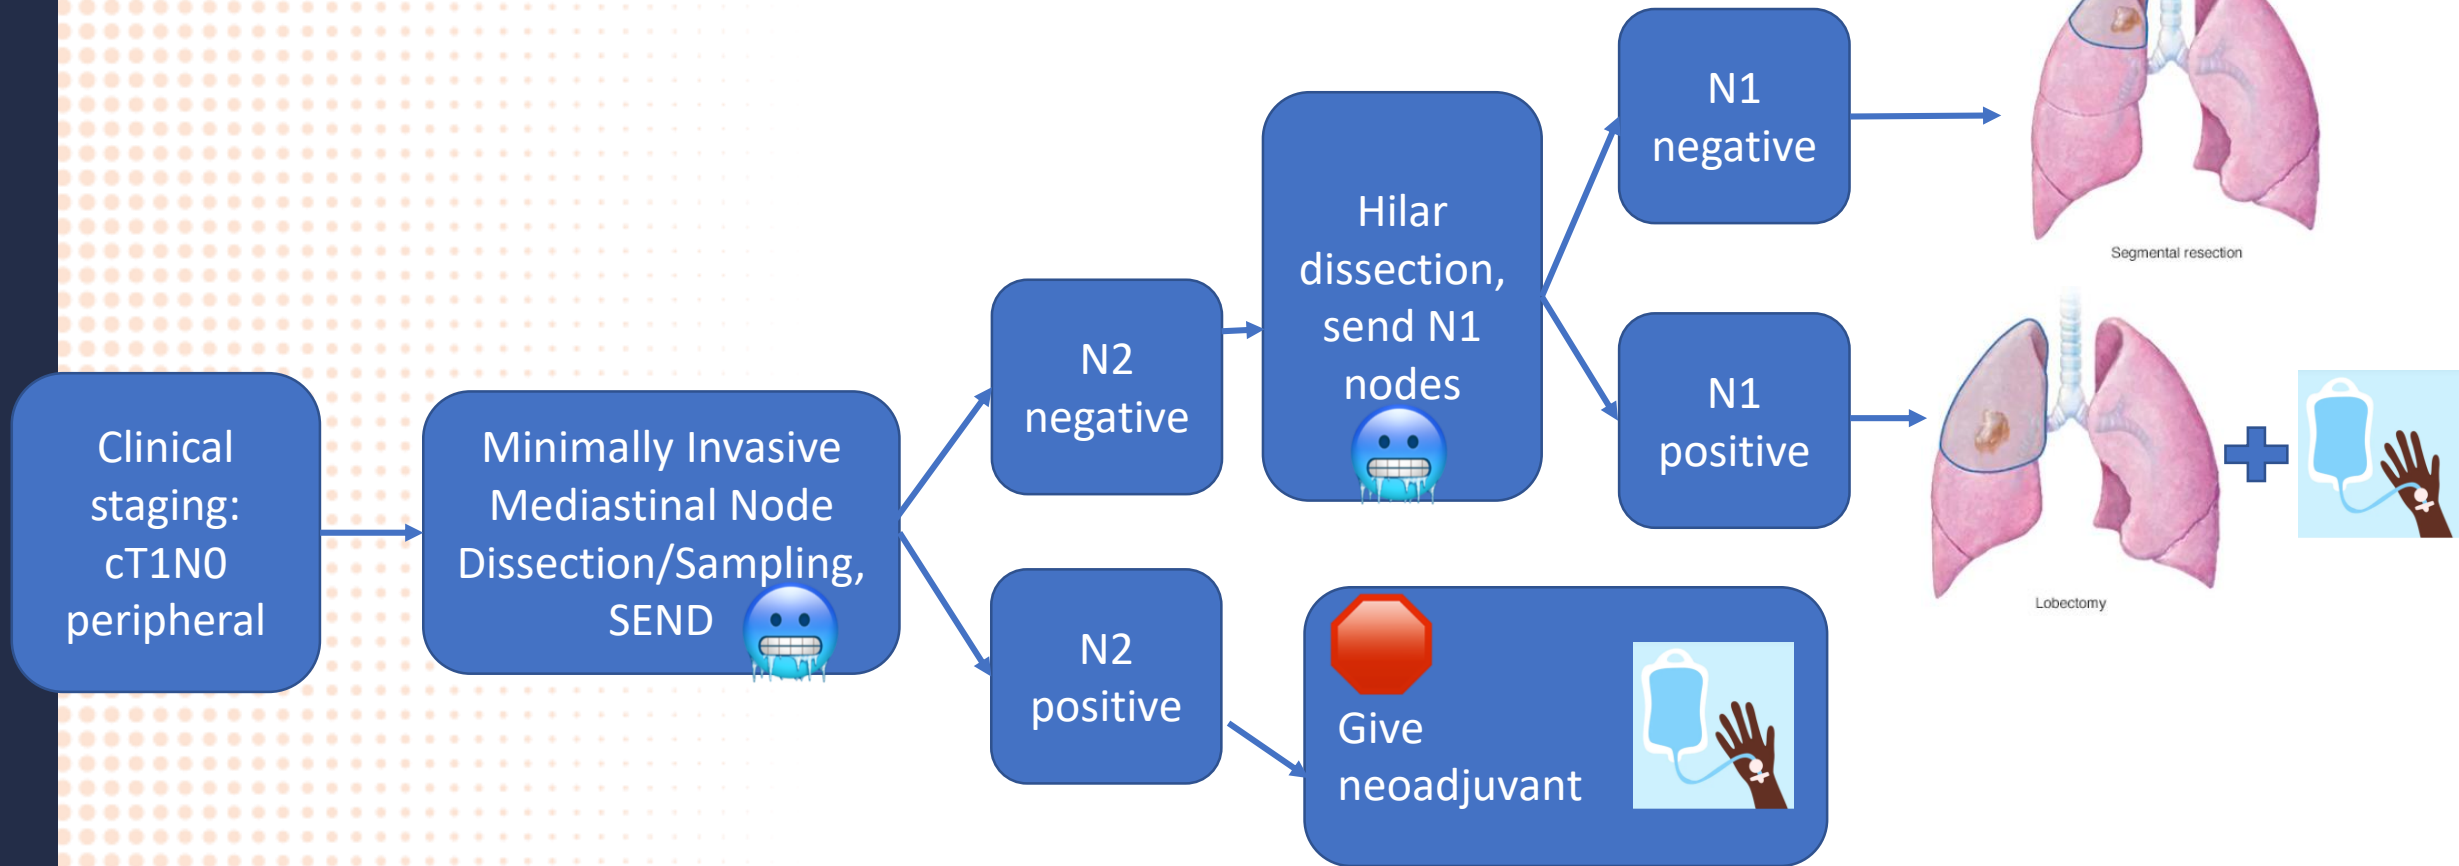 Clinical
staging:
cT1N0
peripheral
Minimally Invasive
Mediastinal Node
Dissection/Sampling,
SEND
N2
negative
N2
positive
Hilar
dissection,
send N1
nodes
Give
neoadjuvant
N1
negative
N1
positive
Segmental resection
Lobectomy